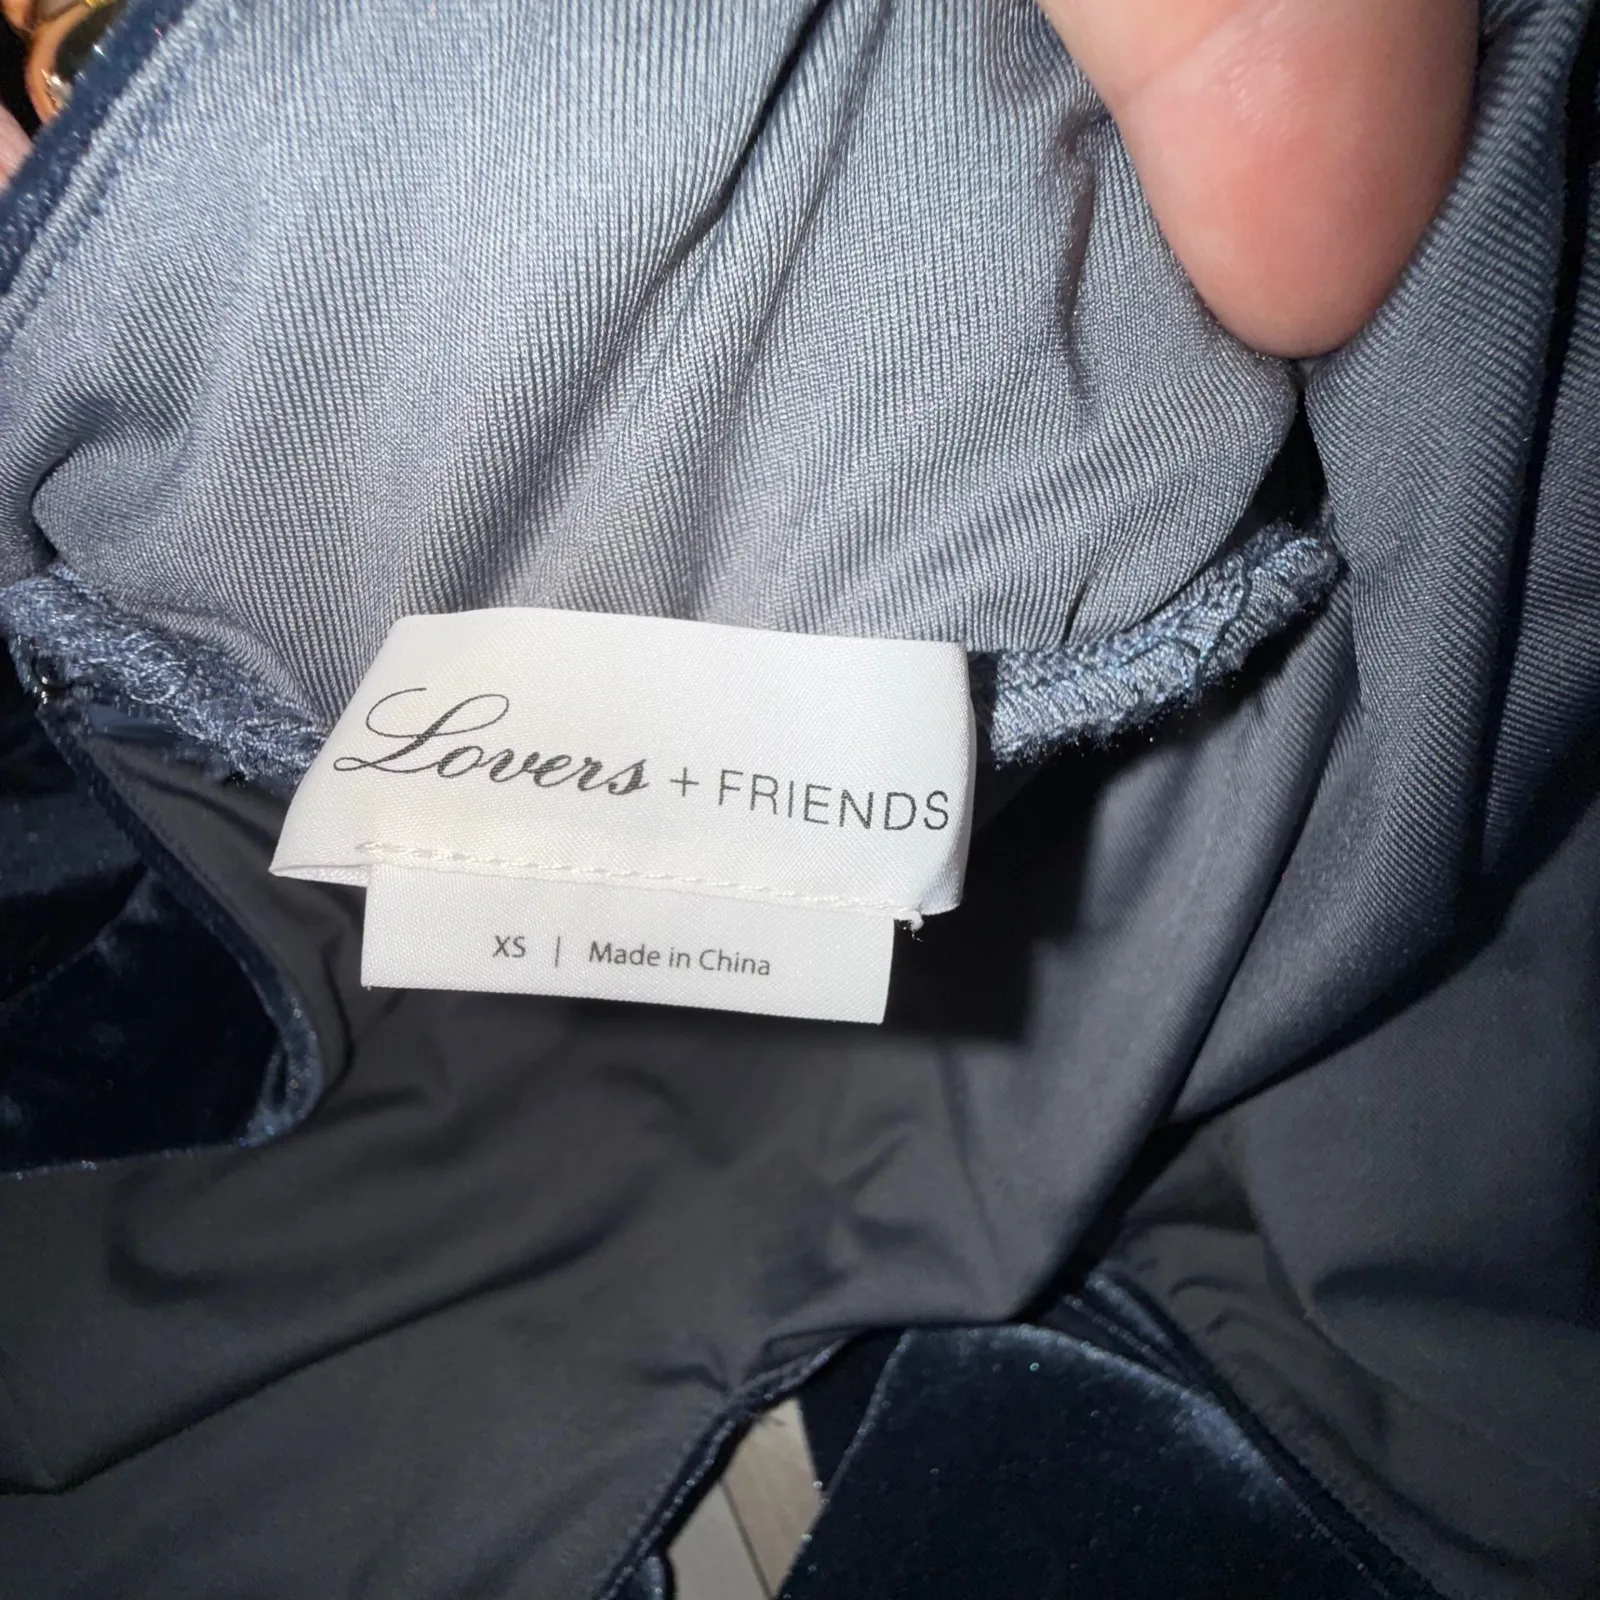 Lovers + FRIENDS
XS | Made in China